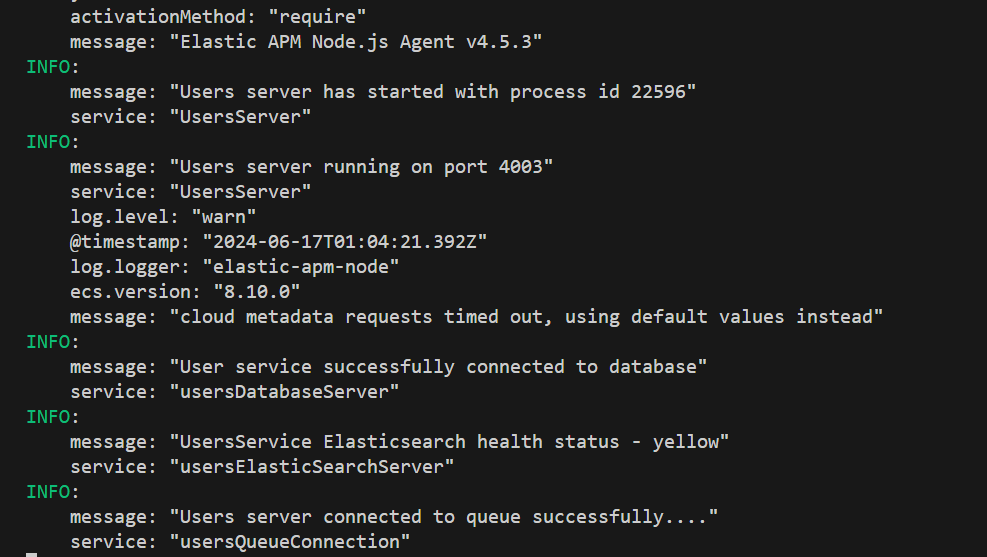 activationMethod: "require"
message: "Elastic APM Node.js Agent v4.5.3"
INFO:
message: "Users server has started with process id 22596"
service: "UsersServer"
INFO:
message: "Users server running on port 4003"
service: "UsersServer"
log.level: "warn"
@timestamp: "2024-06-17T01:04:21.392Z"
log.logger: "elastic-apm-node"
ecs.version: "8.10.0"
message: "cloud metadata requests timed out, using default values instead"
INFO:
message: "User service successfully connected to database"
service: "usersDatabaseServer"
INFO:
message: "UsersService Elasticsearch health status - yellow"
service: "usersElasticSearchServer"
INFO:
message: "Users server connected to queue successfully...."
service: "usersQueueConnection"